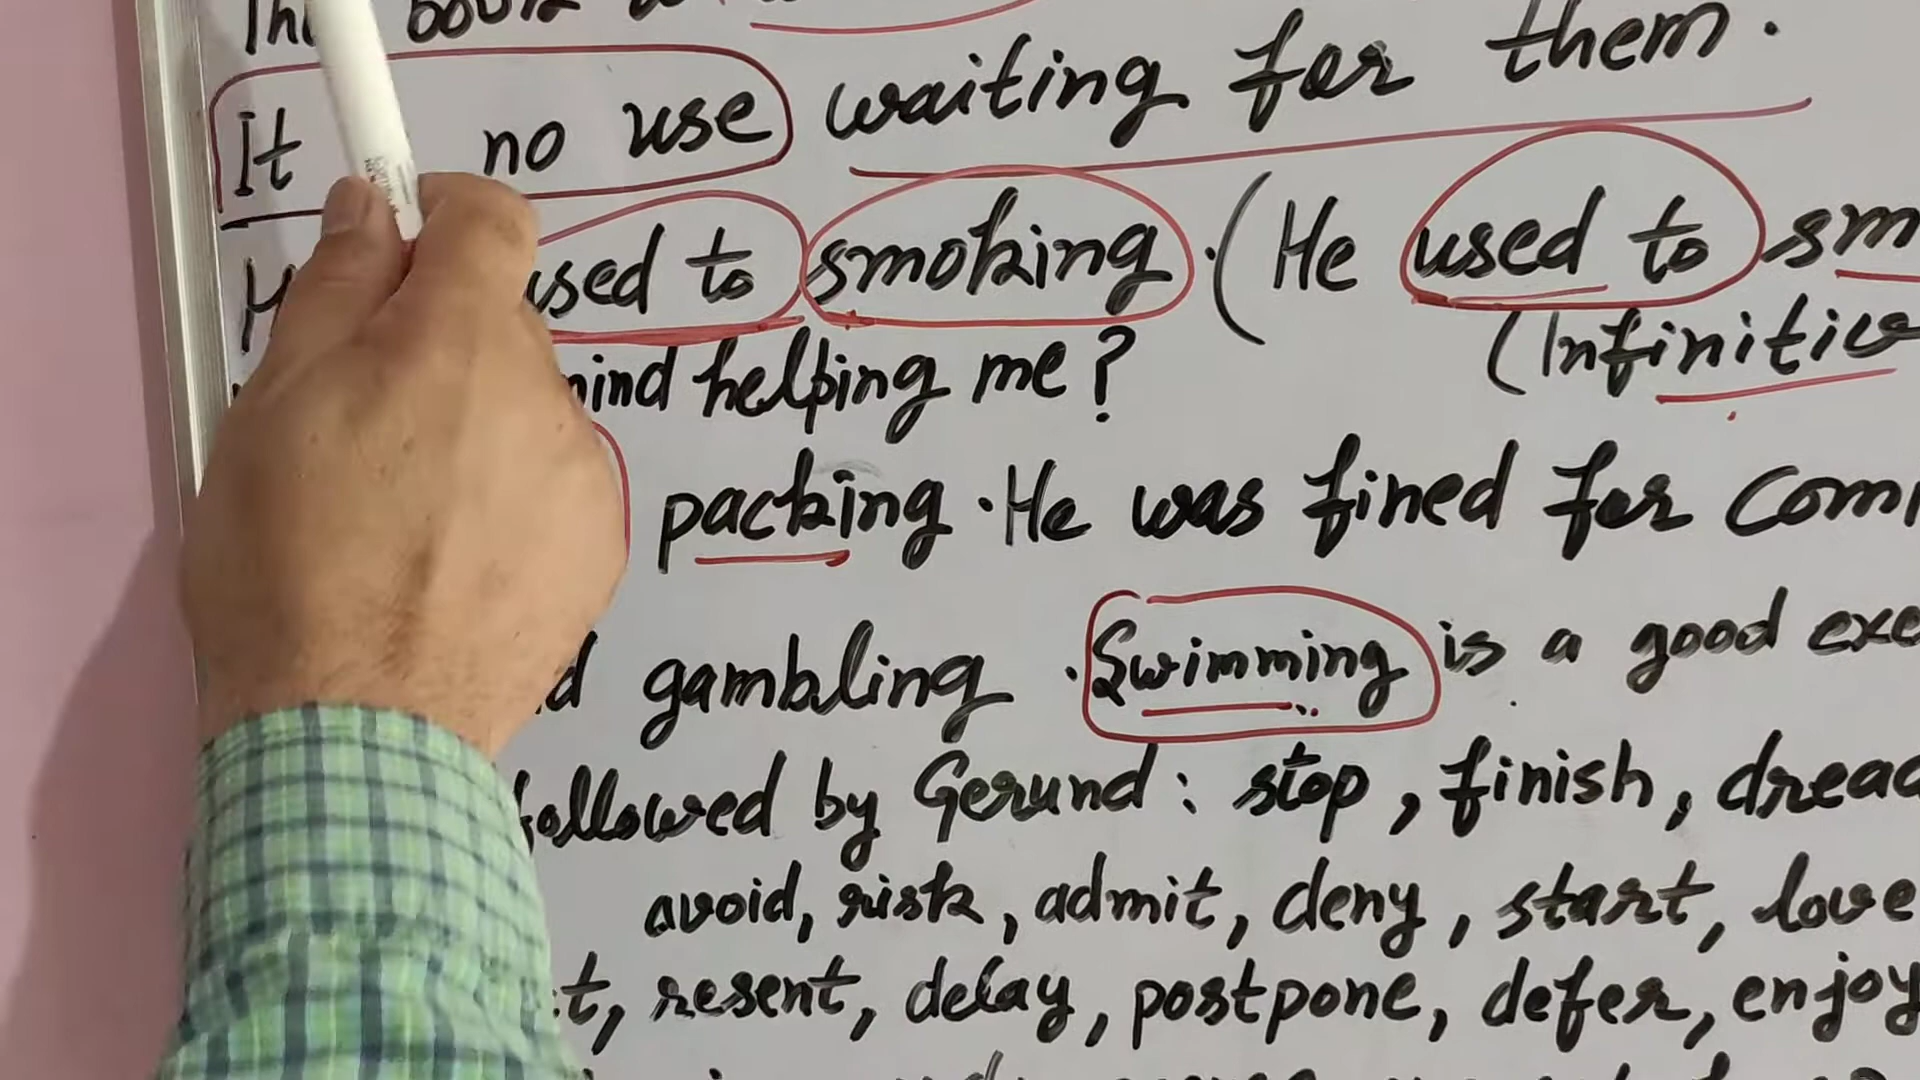 book
It no use waiting for them.
used to smoking. (He used to sm
mind helping me? (Infinitive
packing. He was fined for com
gambling. Swimming is a good exe
followed by Gerund: stop, finish, dread
avoid, risk, admit, deny, start, love
t, resent, delay, postpone, defer, enjoy